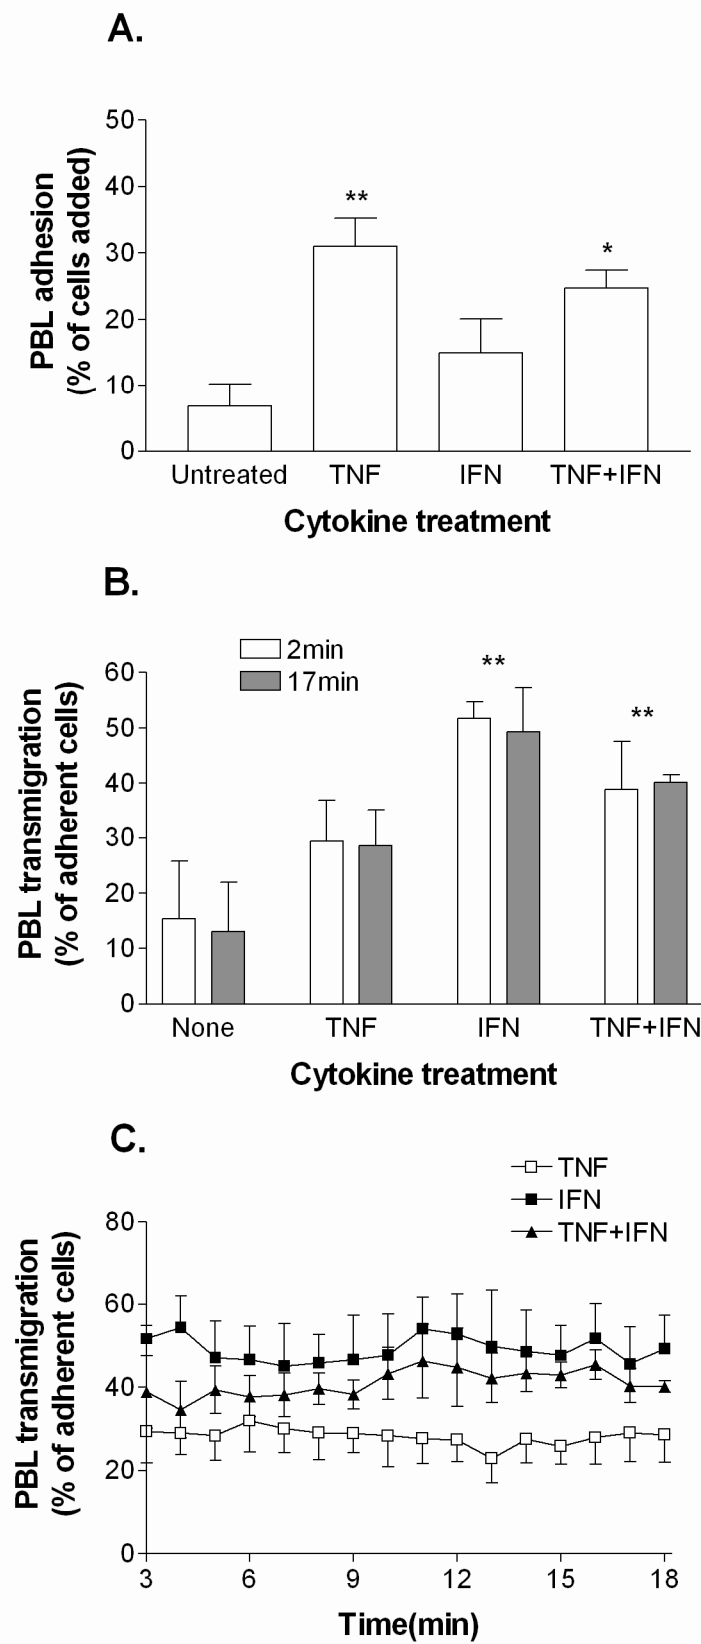 A.
PBL adhesion
(% of cells added)
50
40
30
20
10
0
**
*
Untreated TNF IFN TNF+IFN
Cytokine treatment
B.
2min
17min
PBL transmigration
(% of adherent cells)
60
50
40
30
20
10
0
**
**
None TNF IFN TNF+IFN
Cytokine treatment
C.
TNF
IFN
TNF+IFN
PBL transmigration
(% of adherent cells)
80
60
40
20
0
3 6 9 12 15 18
Time(min)